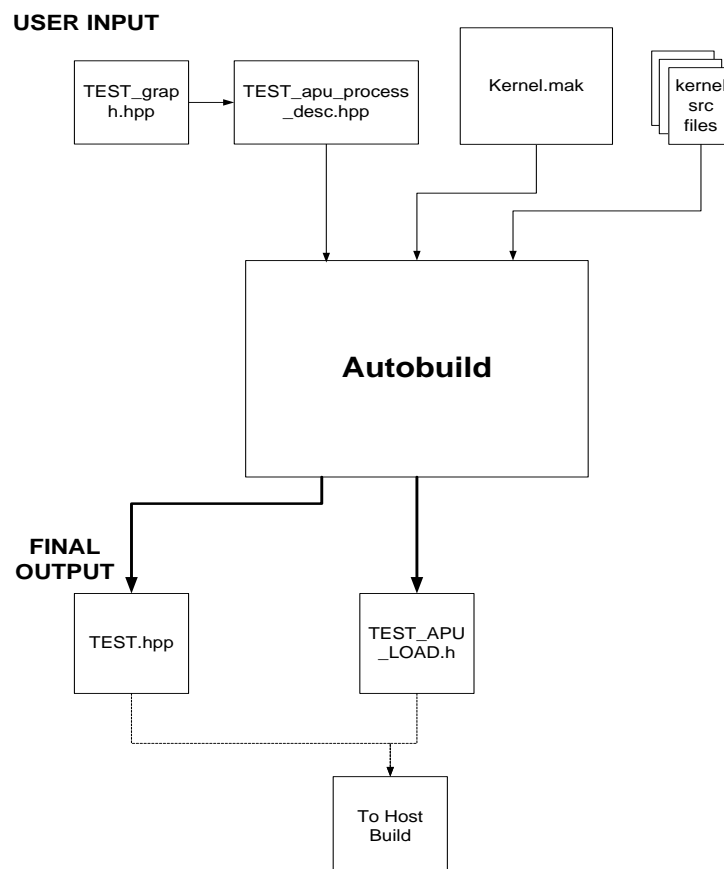 USER INPUT
TEST_grap
h.hpp
TEST_apu_process
_desc.hpp
Kernel.mak
kernel
src
files
Autobuild
FINAL
OUTPUT
TEST.hpp
TEST_APU
_LOAD.h
To Host
Build